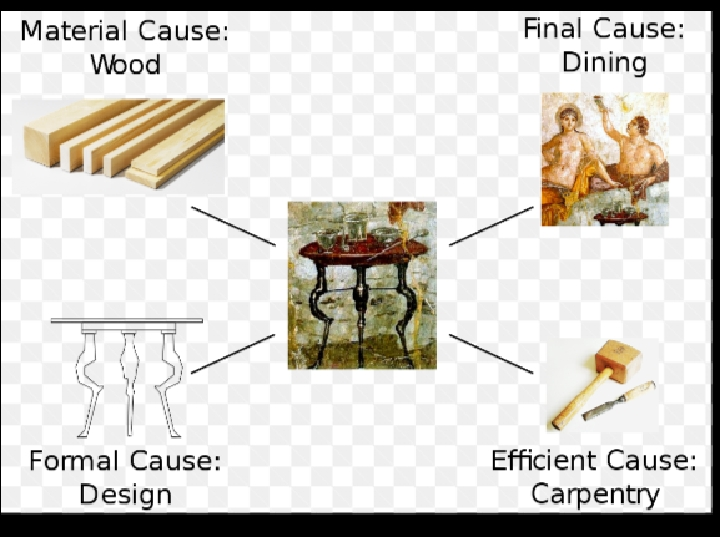 Material Cause:
Wood
Final Cause:
Dining
Formal Cause:
Design
Efficient Cause:
Carpentry